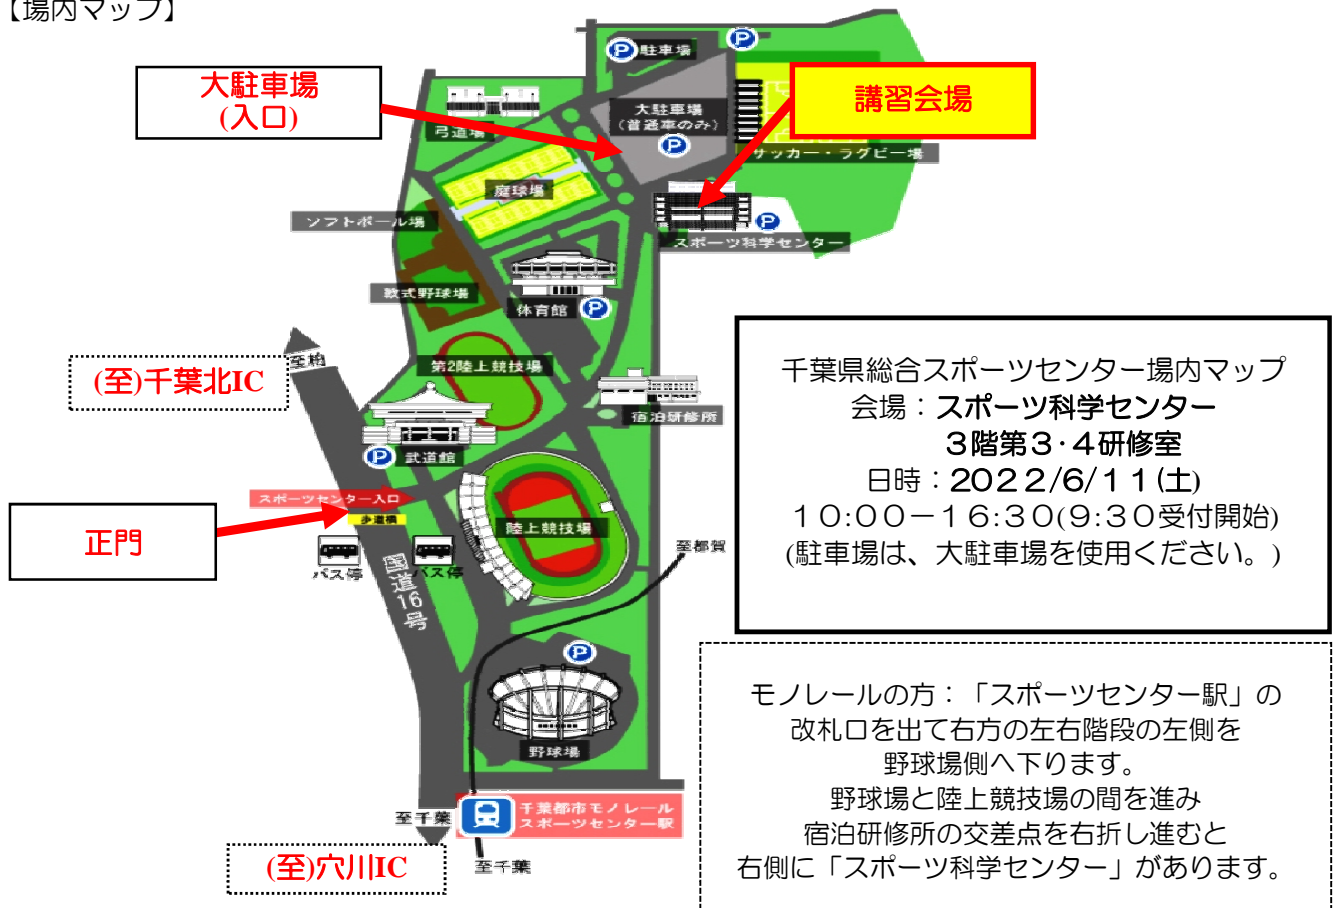 【場内マップ】
大駐車場
(入口)
講習会場
駐車場
大駐車場
(普通車のみ)
弓道場
サッカー・ラグビー場
庭球場
ソフトボール場
スポーツ科学センター
軟式野球場
体育館
至柏
(至)千葉北IC
第2陸上競技場
宿泊研修所
武道館
スポーツセンター入口
歩道橋
正門
陸上競技場
至都賀
バス停
バス停
国道16号
野球場
千葉都市モノレール
スポーツセンター駅
至千葉
至千葉
(至)穴川IC
千葉県総合スポーツセンター場内マップ
会場：スポーツ科学センター
３階第３･４研修室
日時：２０２２/６/１１(土)
１０:００－１６:３０(９:３０受付開始)
(駐車場は、大駐車場を使用ください。)
モノレールの方：「スポーツセンター駅」の
改札口を出て右方の左右階段の左側を
野球場側へ下ります。
野球場と陸上競技場の間を進み
宿泊研修所の交差点を右折し進むと
右側に「スポーツ科学センター」があります。